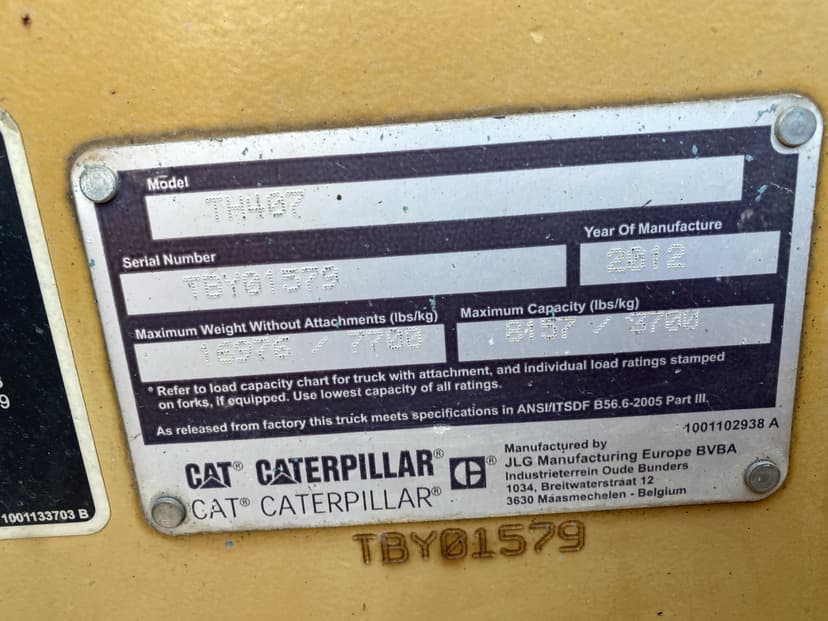 Model
TH407
Serial Number
TBY01579
Year Of Manufacture
2012
Maximum Weight Without Attachments (lbs/kg)
16976 / 7700
Maximum Capacity (lbs/kg)
8157 / 3700
* Refer to load capacity chart for truck with attachment, and individual load ratings stamped
on forks, if equipped. Use lowest capacity of all ratings.
As released from factory this truck meets specifications in ANSI/ITSDF B56.6-2005 Part III.
1001102938 A
CAT® CATERPILLAR® C®
CAT® CATERPILLAR®
Manufactured by
JLG Manufacturing Europe BVBA
Industrieterrein Oude Bunders
1034, Breitwaterstraat 12
3630 Maasmechelen - Belgium
TBY01579
9
1001133703 B